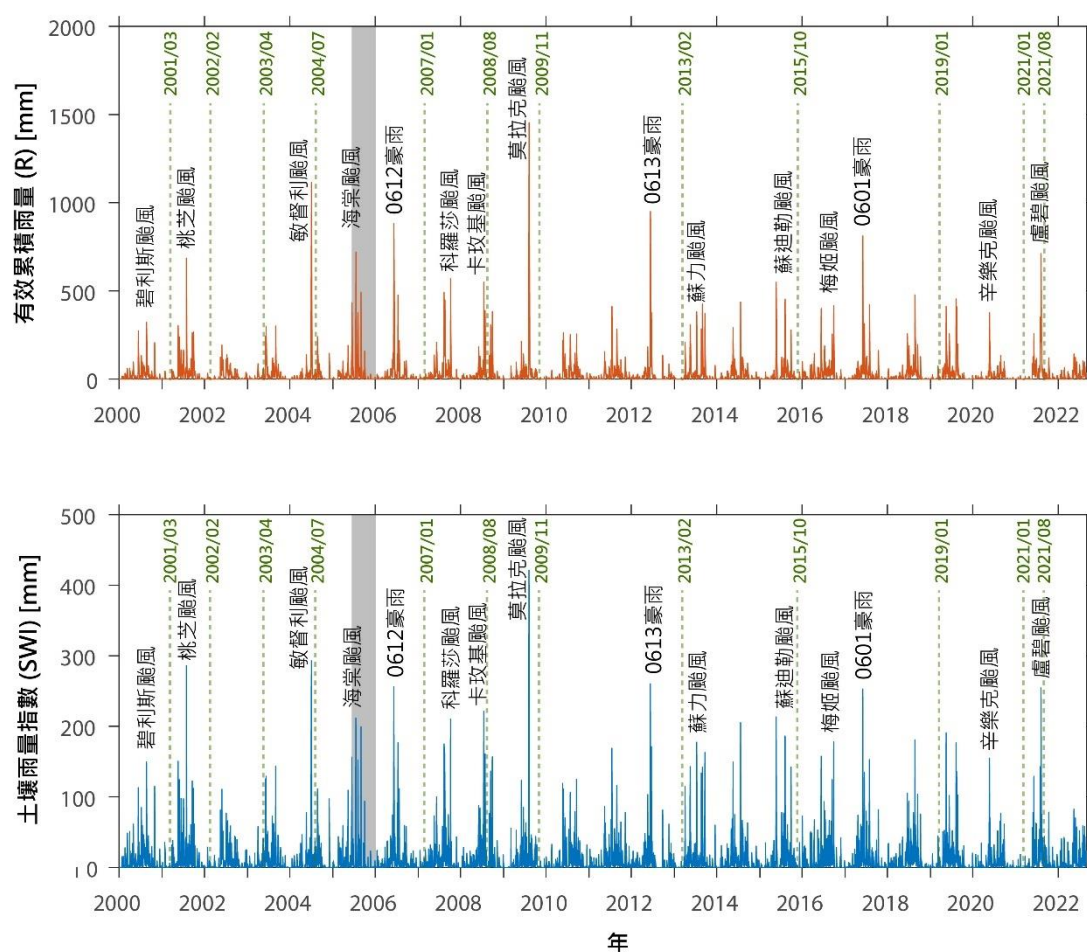 有效累積雨量 (R) [mm]
2000
1500
1000
500
0
2001/03
2002/02
2003/04
2004/07
2007/01
2008/08
2009/11
2013/02
2015/10
2019/01
2021/01
2021/08
碧利斯颱風
桃芝颱風
敏督利颱風
海棠颱風
0612豪雨
科羅莎颱風
卡玫基颱風
莫拉克颱風
0613豪雨
蘇力颱風
蘇迪勒颱風
梅姬颱風
0601豪雨
辛樂克颱風
盧碧颱風
2000 2002 2004 2006 2008 2010 2012 2014 2016 2018 2020 2022
土壤雨量指數 (SWI) [mm]
500
400
300
200
100
0
2001/03
2002/02
2003/04
2004/07
2007/01
2008/08
2009/11
2013/02
2015/10
2019/01
2021/01
2021/08
碧利斯颱風
桃芝颱風
敏督利颱風
海棠颱風
0612豪雨
科羅莎颱風
卡玫基颱風
莫拉克颱風
0613豪雨
蘇力颱風
蘇迪勒颱風
梅姬颱風
0601豪雨
辛樂克颱風
盧碧颱風
2000 2002 2004 2006 2008 2010 2012 2014 2016 2018 2020 2022
年